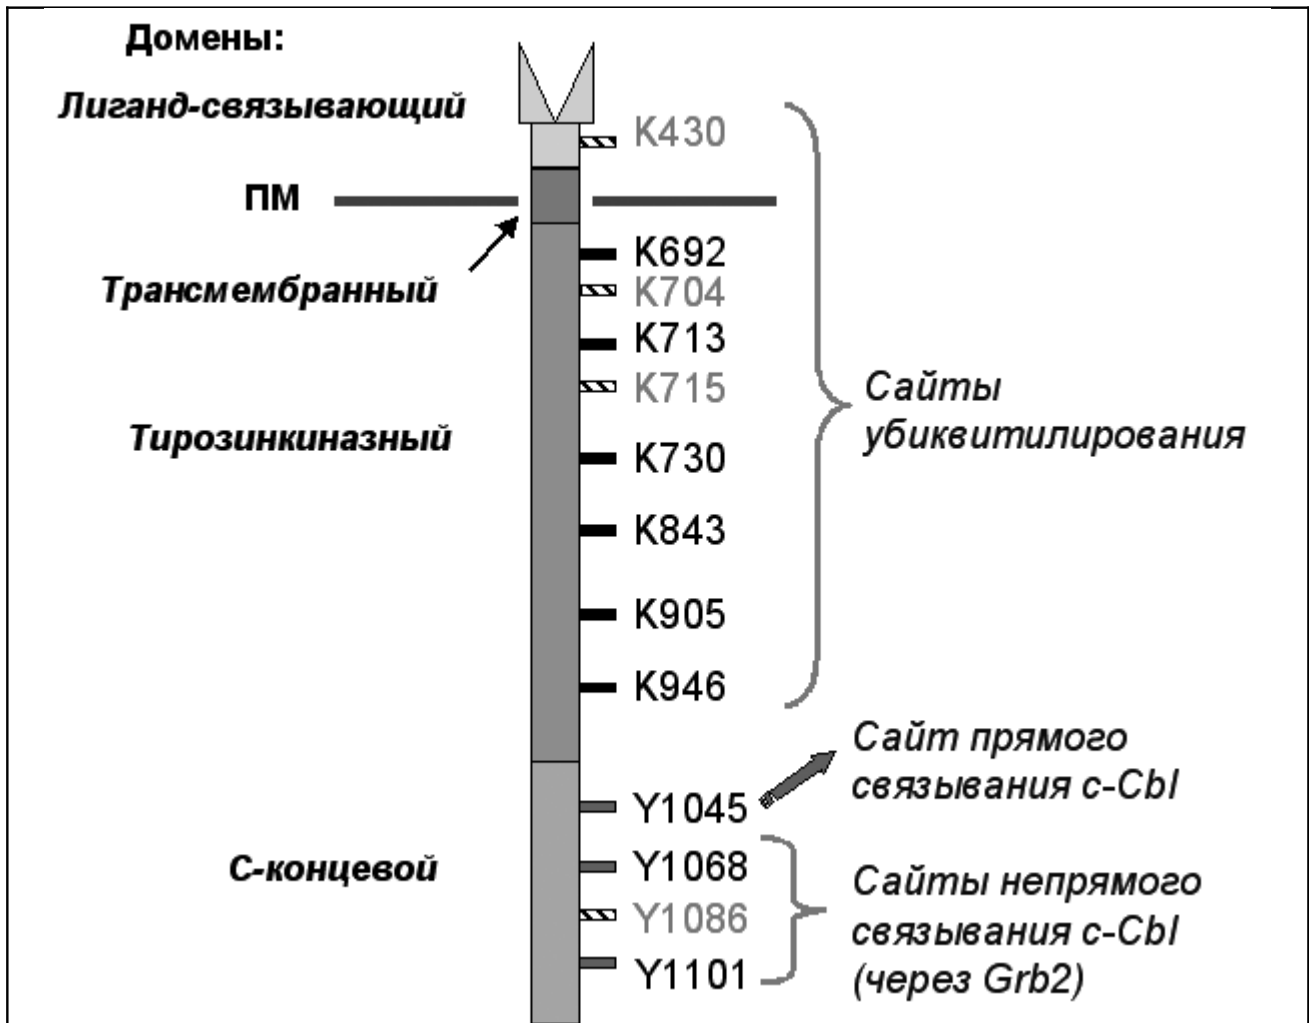 Домены:
Лиганд-связывающий
K430
ПМ
K692
Трансмембранный
K704
K713
K715
Сайты
убиквитилирования
Тирозинкиназный
K730
K843
K905
K946
Сайт прямого
связывания c-Cbl
Y1045
С-концевой
Y1068
Y1086
Y1101
Сайты непрямого
связывания c-Cbl
(через Grb2)